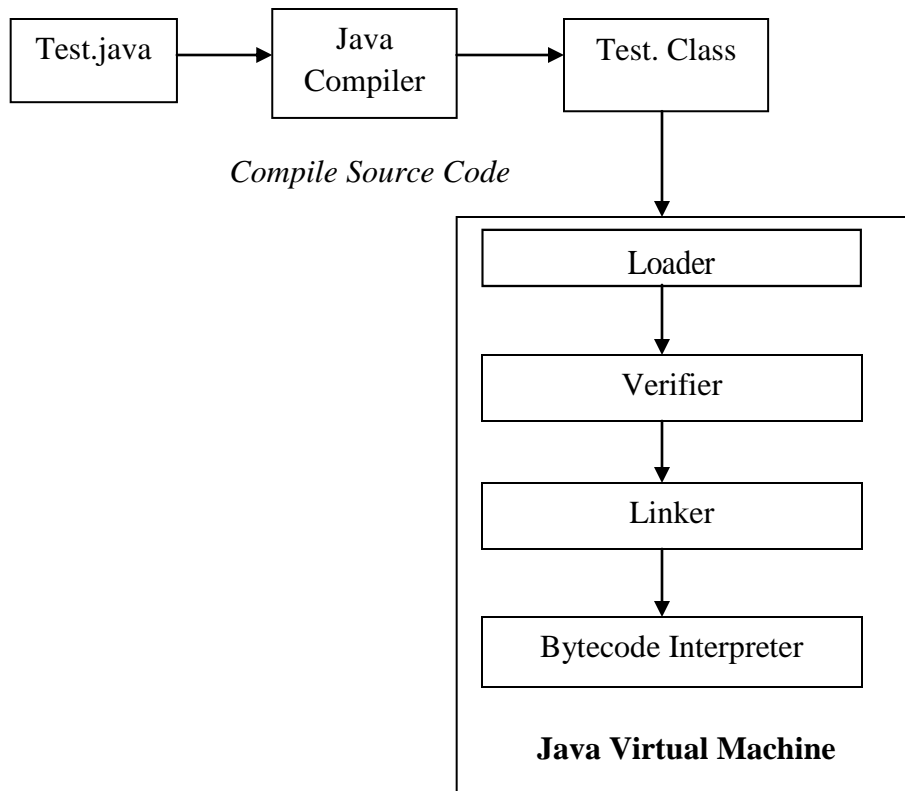 Test.java
Java
Compiler
Test. Class
Compile Source Code
Loader
Verifier
Linker
Bytecode Interpreter
Java Virtual Machine